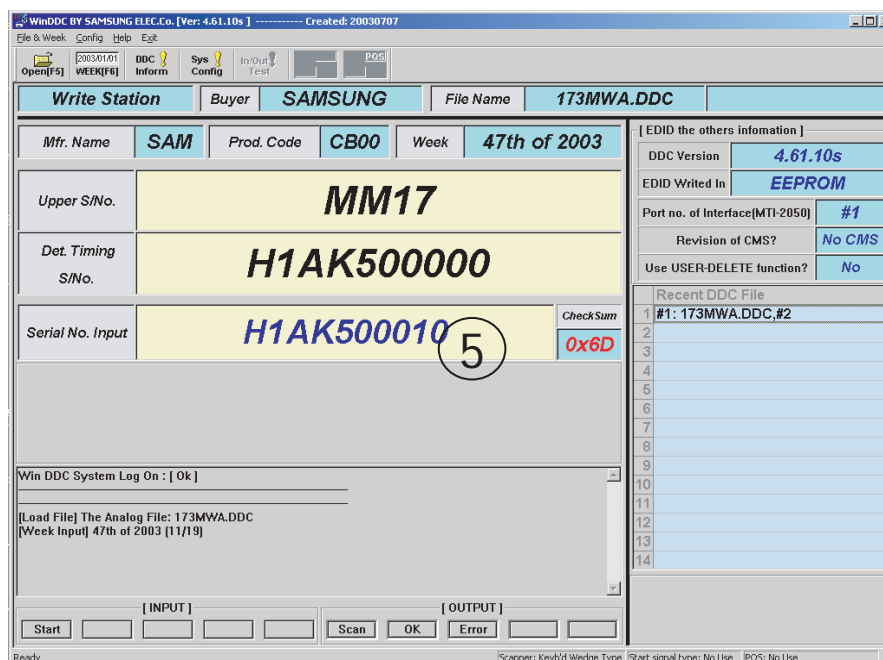 WinDDC BY SAMSUNG ELEC.Co. [Ver: 4.61.10s ] ----------- Created: 20030707
File & Week Config Help Exit
Open[F5] 2003/01/01 WEEK[F6] DDC Inform Sys Config In/Out Test POS
Write Station Buyer SAMSUNG File Name 173MWA.DDC
Mfr. Name SAM Prod. Code CB00 Week 47th of 2003
Upper S/No. MM17
Det. Timing S/No. H1AK500000
Serial No. Input H1AK500010 CheckSum 0x6D
5
[ EDID the others infomation ]
DDC Version 4.61.10s
EDID Writed In EEPROM
Port no. of Interface(MTI-2050) #1
Revision of CMS? No CMS
Use USER-DELETE function? No
Recent DDC File
1 #1: 173MWA.DDC,#2
2
3
4
5
6
7
8
9
10
11
12
13
14
Win DDC System Log On : [ Ok ]
[Load File] The Analog File: 173MWA.DDC
[Week Input] 47th of 2003 (11/19)
[ INPUT ] [ OUTPUT ]
Start Scan OK Error
Ready Scanner: Keyb'd Wedge Type Start signal type: No Use POS: No Use